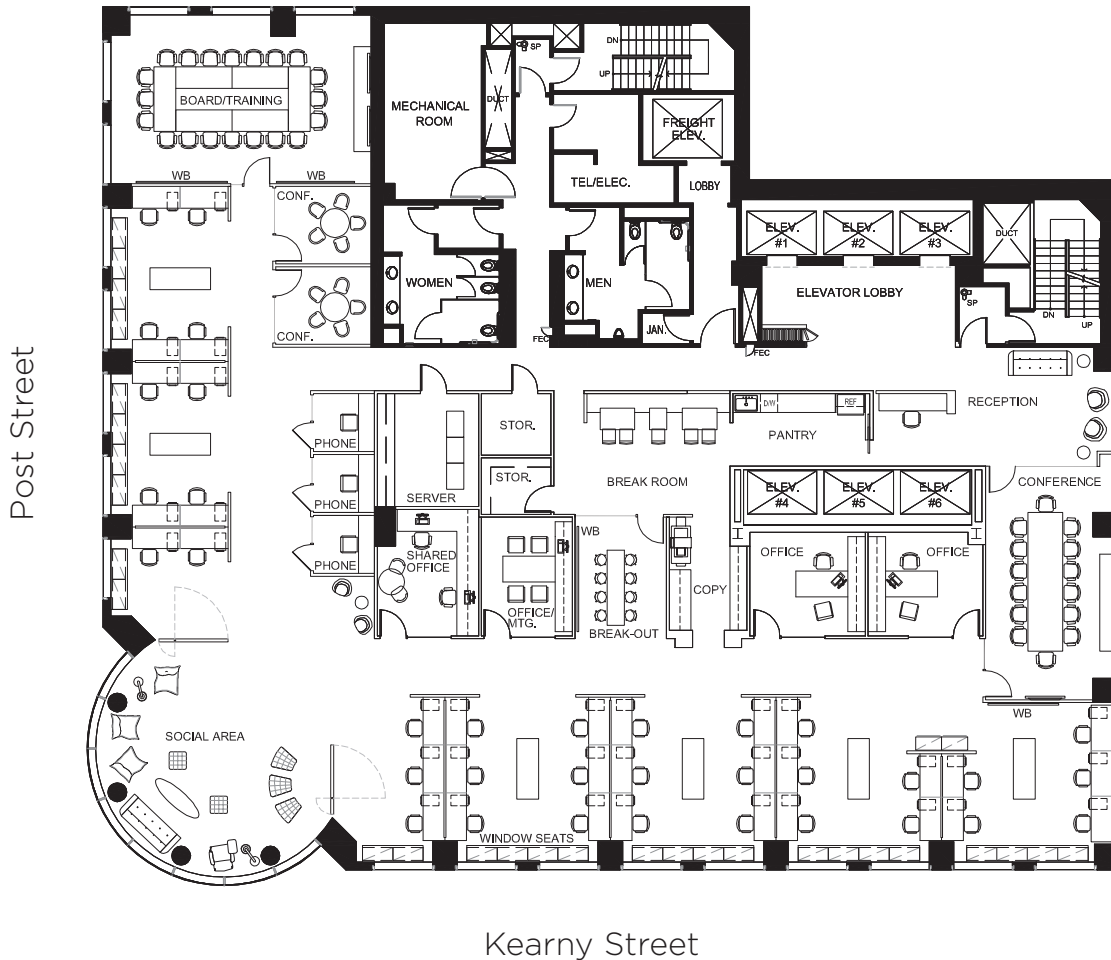 DN
SP
UP
BOARD/TRAINING
MECHANICAL
ROOM
DUCT
FREIGHT
ELEV.
WB
WB
TEL/ELEC.
LOBBY
CONF.
ELEV.
#1
ELEV.
#2
ELEV.
#3
DUCT
WOMEN
MEN
ELEVATOR LOBBY
SP
DN
UP
CONF.
FEC
JAN.
FEC
Post Street
PHONE
STOR.
D/W
REF
RECEPTION
PANTRY
PHONE
SERVER
STOR.
BREAK ROOM
ELEV.
#4
ELEV.
#5
ELEV.
#6
CONFERENCE
PHONE
SHARED
OFFICE
WB
OFFICE
OFFICE
OFFICE/
MTG.
COPY
BREAK-OUT
WB
SOCIAL AREA
WINDOW SEATS
Kearny Street